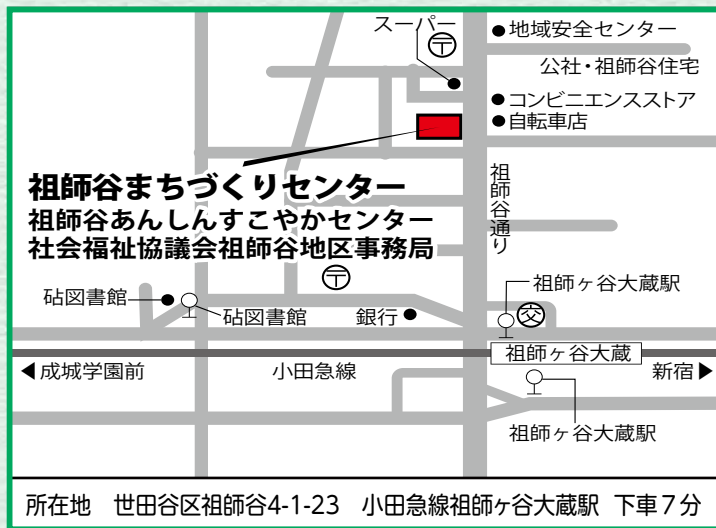 スーパー
〒
●地域安全センター
公社・祖師谷住宅
●コンビニエンスストア
●自転車店
祖師谷まちづくりセンター
祖師谷あんしんすこやかセンター
社会福祉協議会祖師谷地区事務局
祖師谷通り
〒
砧図書館●
砧図書館
銀行●
祖師ヶ谷大蔵駅
交
祖師ヶ谷大蔵
◀成城学園前
小田急線
新宿▶
祖師ヶ谷大蔵駅
所在地 世田谷区祖師谷4-1-23 小田急線祖師ヶ谷大蔵駅 下車7分